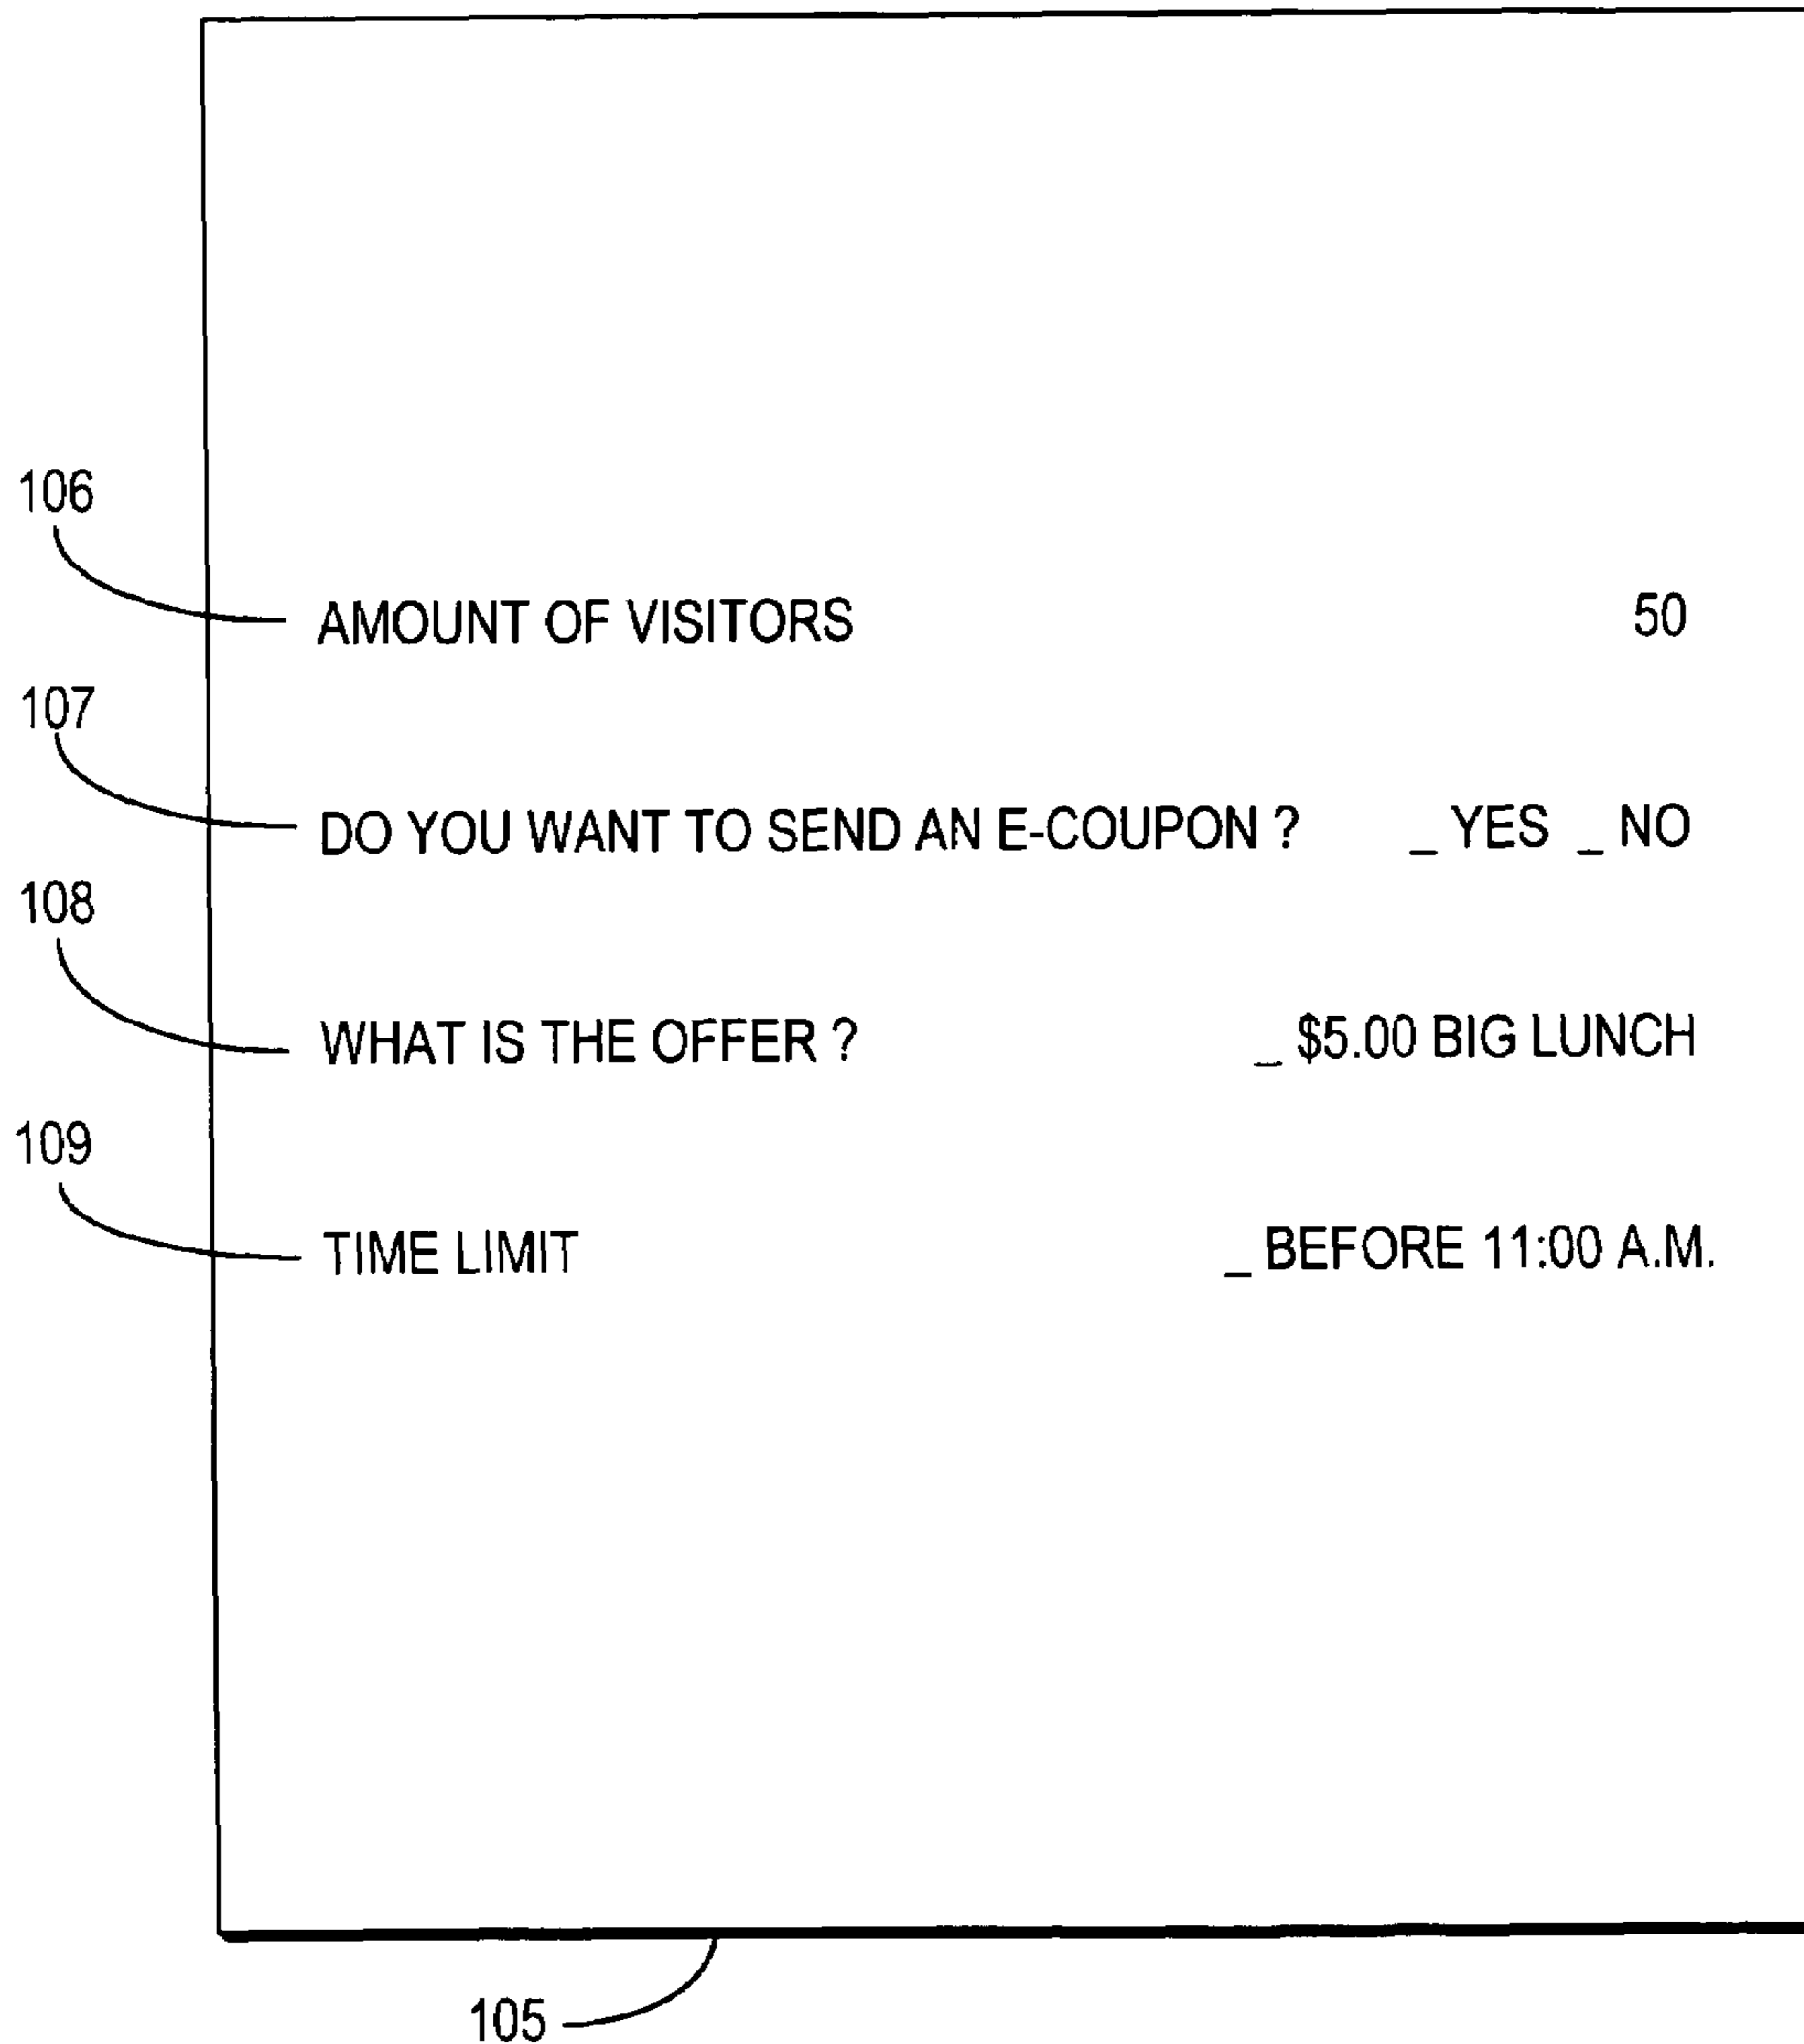 106
AMOUNT OF VISITORS 50
107
DO YOU WANT TO SEND AN E-COUPON ? _ YES _ NO
108
WHAT IS THE OFFER ? _ $5.00 BIG LUNCH
109
TIME LIMIT _ BEFORE 11:00 A.M.
105